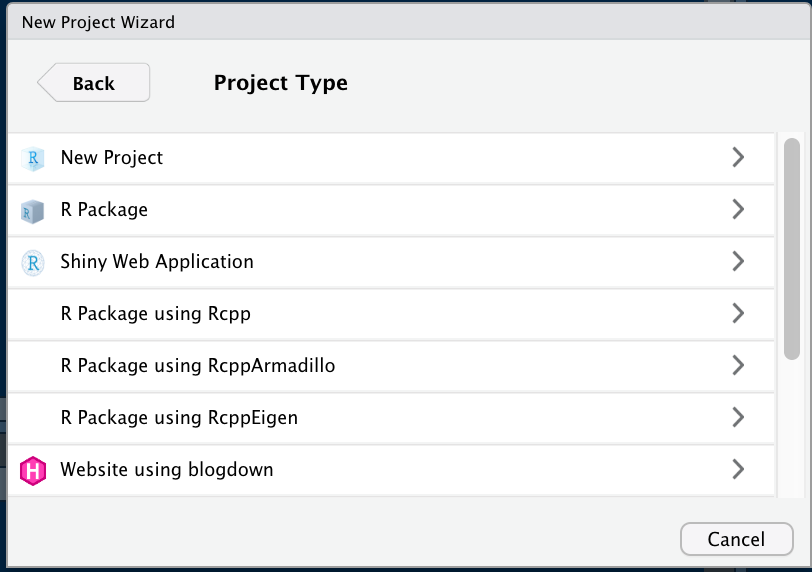 New Project Wizard
Back
Project Type
R New Project
R R Package
R Shiny Web Application
R Package using Rcpp
R Package using RcppArmadillo
R Package using RcppEigen
H Website using blogdown
Cancel